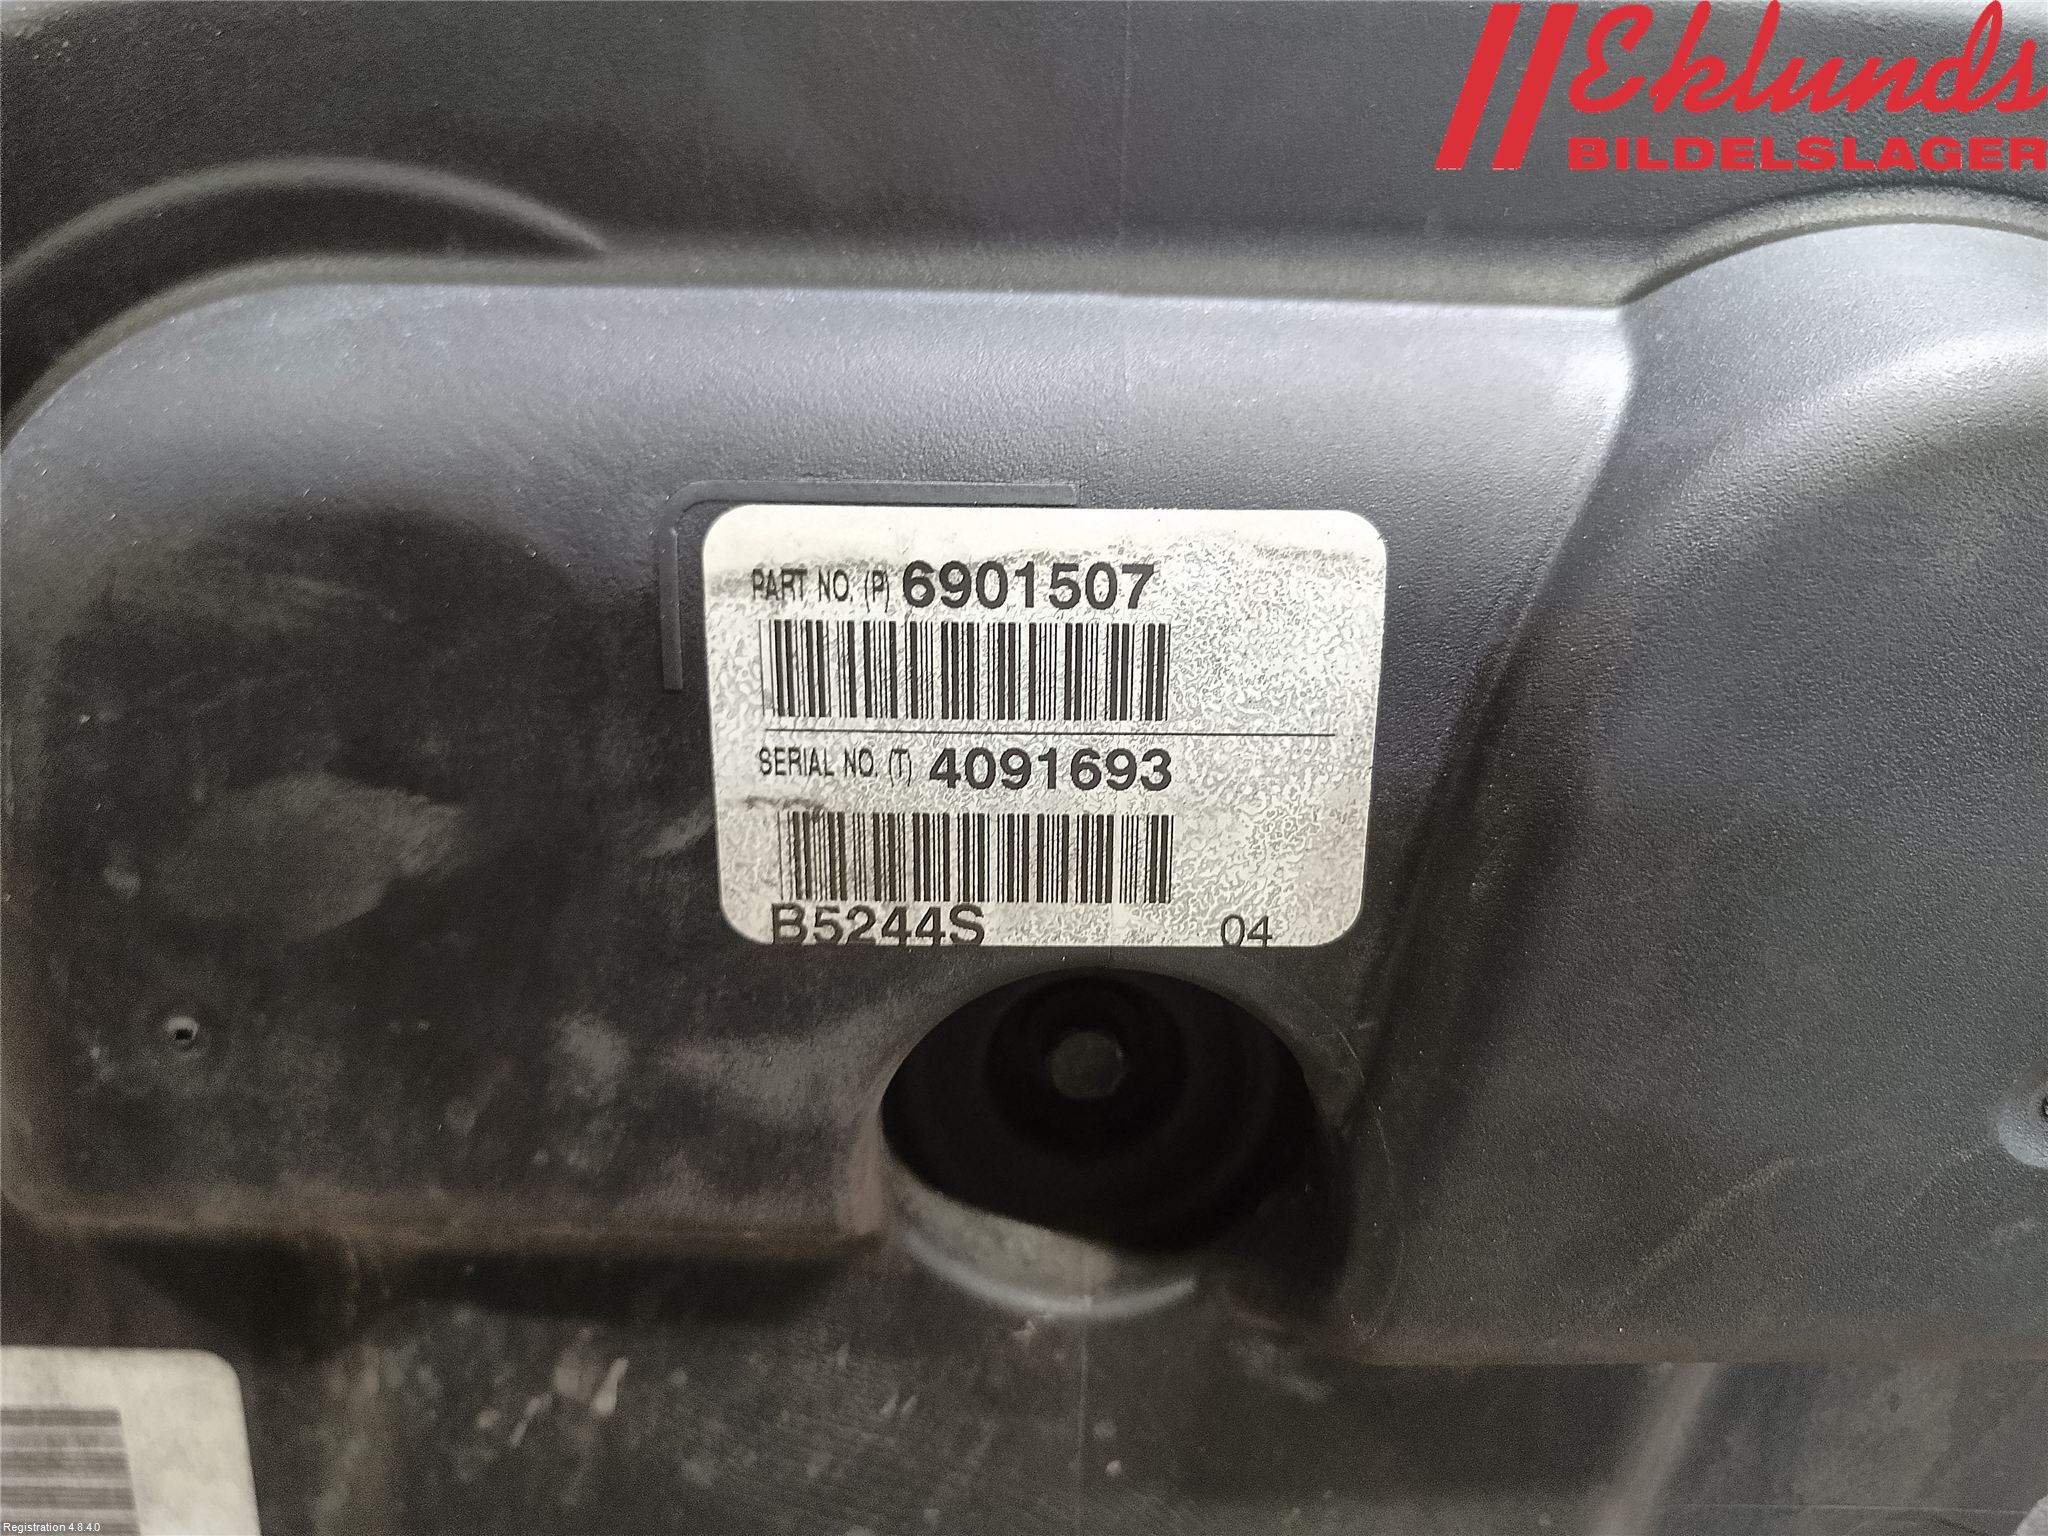 Eklunds
BILDELSLAGER
PART NO. (P) 6901507
SERIAL NO. (T) 4091693
B5244S 04
Registration 4.8.4.0